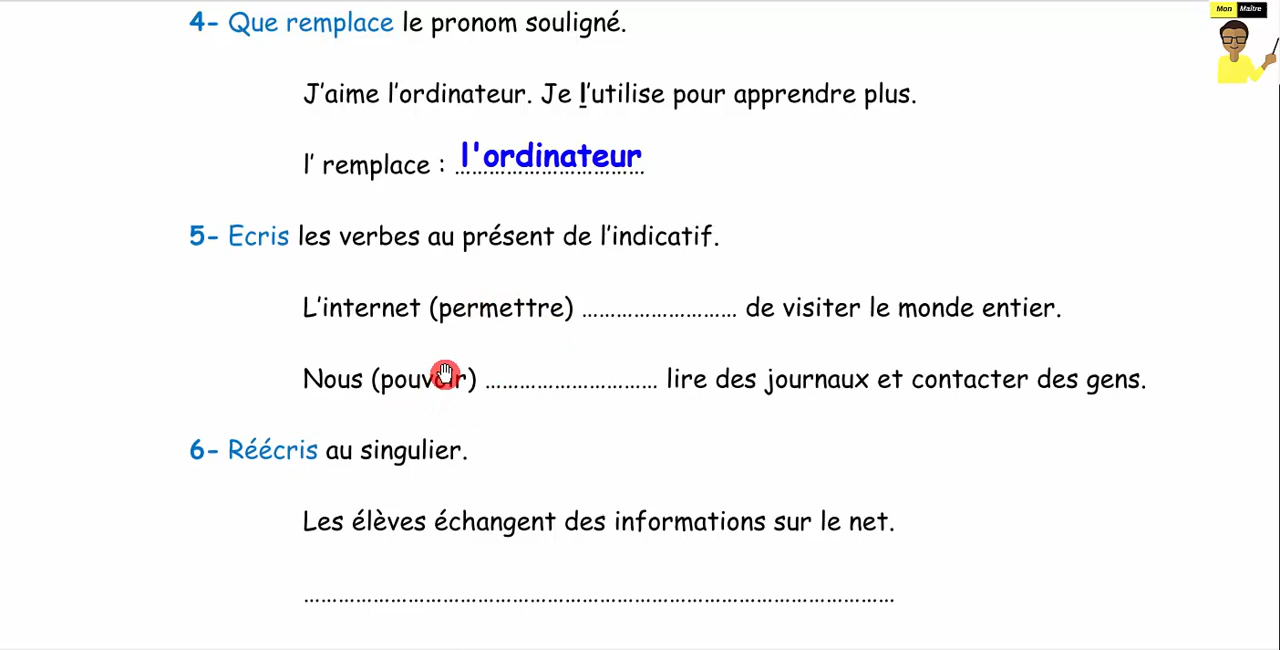 Mon Maître
4- Que remplace le pronom souligné.
J'aime l'ordinateur. Je l'utilise pour apprendre plus.
l' remplace : l'ordinateur
5- Ecris les verbes au présent de l'indicatif.
L'internet (permettre) ........................... de visiter le monde entier.
Nous (pouvoir) .............................. lire des journaux et contacter des gens.
6- Réécris au singulier.
Les élèves échangent des informations sur le net.
......................................................................................................